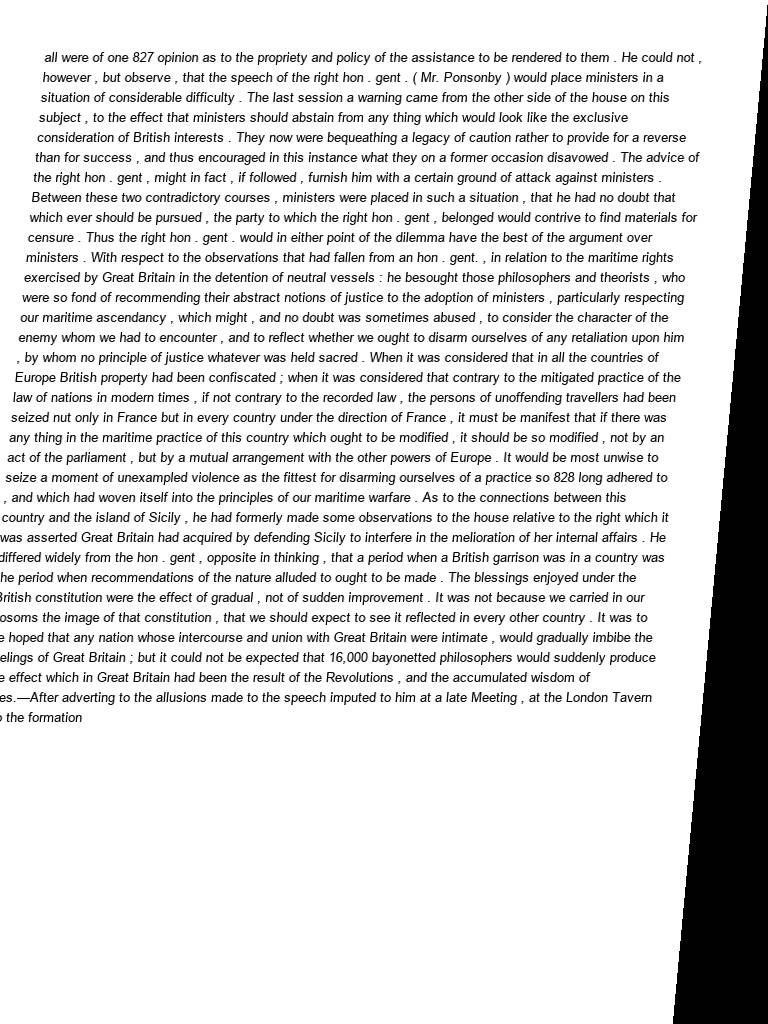 all were of one 827 opinion as to the propriety and policy of the assistance to be rendered to them . He could not ,
however , but observe , that the speech of the right hon . gent . ( Mr. Ponsonby ) would place ministers in a
situation of considerable difficulty . The last session a warning came from the other side of the house on this
subject , to the effect that ministers should abstain from any thing which would look like the exclusive
consideration of British interests . They now were bequeathing a legacy of caution rather to provide for a reverse
than for success , and thus encouraged in this instance what they on a former occasion disavowed . The advice of
the right hon . gent , might in fact , if followed , furnish him with a certain ground of attack against ministers .
Between these two contradictory courses , ministers were placed in such a situation , that he had no doubt that
which ever should be pursued , the party to which the right hon . gent , belonged would contrive to find materials for
censure . Thus the right hon . gent . would in either point of the dilemma have the best of the argument over
ministers . With respect to the observations that had fallen from an hon . gent. , in relation to the maritime rights
exercised by Great Britain in the detention of neutral vessels : he besought those philosophers and theorists , who
were so fond of recommending their abstract notions of justice to the adoption of ministers , particularly respecting
our maritime ascendancy , which might , and no doubt was sometimes abused , to consider the character of the
enemy whom we had to encounter , and to reflect whether we ought to disarm ourselves of any retaliation upon him
, by whom no principle of justice whatever was held sacred . When it was considered that in all the countries of
Europe British property had been confiscated ; when it was considered that contrary to the mitigated practice of the
law of nations in modern times , if not contrary to the recorded law , the persons of unoffending travellers had been
seized nut only in France but in every country under the direction of France , it must be manifest that if there was
any thing in the maritime practice of this country which ought to be modified , it should be so modified , not by an
act of the parliament , but by a mutual arrangement with the other powers of Europe . It would be most unwise to
seize a moment of unexampled violence as the fittest for disarming ourselves of a practice so 828 long adhered to
, and which had woven itself into the principles of our maritime warfare . As to the connections between this
country and the island of Sicily , he had formerly made some observations to the house relative to the right which it
was asserted Great Britain had acquired by defending Sicily to interfere in the melioration of her internal affairs . He
differed widely from the hon . gent , opposite in thinking , that a period when a British garrison was in a country was
he period when recommendations of the nature alluded to ought to be made . The blessings enjoyed under the
British constitution were the effect of gradual , not of sudden improvement . It was not because we carried in our
osoms the image of that constitution , that we should expect to see it reflected in every other country . It was to
e hoped that any nation whose intercourse and union with Great Britain were intimate , would gradually imbibe the
elings of Great Britain ; but it could not be expected that 16,000 bayonetted philosophers would suddenly produce
e effect which in Great Britain had been the result of the Revolutions , and the accumulated wisdom of
es.—After adverting to the allusions made to the speech imputed to him at a late Meeting , at the London Tavern
o the formation